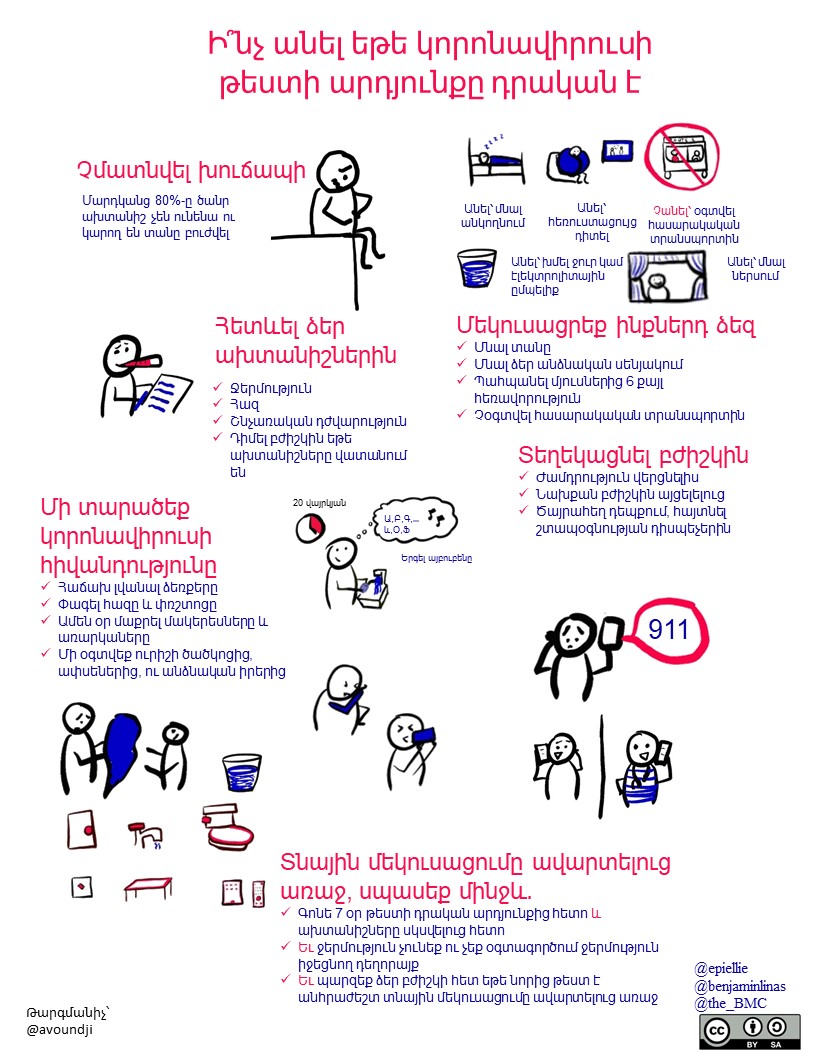 Ի՞նչ անել եթե կորոնավիրուսի
թեստի արդյունքը դրական է
Չմատնվել խուճապի
Մարդկանց 80%-ը ծանր
ախտանիշ չեն ունենա ու
կարող են տանը բուժվել
Անել՝ մնալ
անկողնում
Անել՝
հեռուստացույց
դիտել
Չանել՝ օգտվել
հասարակական
տրանսպորտին
Անել՝ խմել ջուր կամ
էլեկտրոլիտային
ըմպելիք
Անել՝ մնալ
ներսում
Հետևել ձեր
ախտանիշներին
Ջերմություն
Հազ
Շնչառական դժվարություն
Դիմել բժիշկին եթե
ախտանիշները վատանում
են
Մեկուսացրեք ինքներդ ձեզ
Մնալ տանը
Մնալ ձեր անձնական սենյակում
Պահպանել մյուսներից 6 քայլ
հեռավորություն
Չօգտվել հասարակական տրանսպորտին
Տեղեկացնել բժիշկին
Ժամդրություն վերցնելիս
Նախքան բժիշկին այցելելուց
Ծայրահեղ դեպքում, հայտնել
շտապօգնության դիսպեչերին
Մի տարածեք
կորոնավիրուսի
հիվանդությունը
Հաճախ լվանալ ձեռքերը
Փագել հազը և փռշտոցը
Ամեն օր մաքրել մակերեսները և
առարկաները
Մի օգտվեք ուրիշի ծածկոցից,
ափսեներից, ու անձնական իրերից
20 վայրկյան
Ա,Բ,Գ,...
և,Օ,Ֆ
Երգել այբուբենը
911
Տնային մեկուսացումը ավարտելուց
առաջ, սպասեք մինջև.
Գոնե 7 օր թեստի դրական արդյունքից հետո և
ախտանիշները սկսվելուց հետո
Եւ ջերմություն չունեք ու չեք օգտագործում ջերմություն
իջեցնող դեղորայք
Եւ պարզեք ձեր բժիշկի հետ եթե նորից թեստ է
անհրաժեշտ տնային մեկուսացումը ավարտելուց առաջ
@epiellie
@benjaminlinas
@the_BMC
Թարգմանիչ՝
@avoundji
cc BY SA